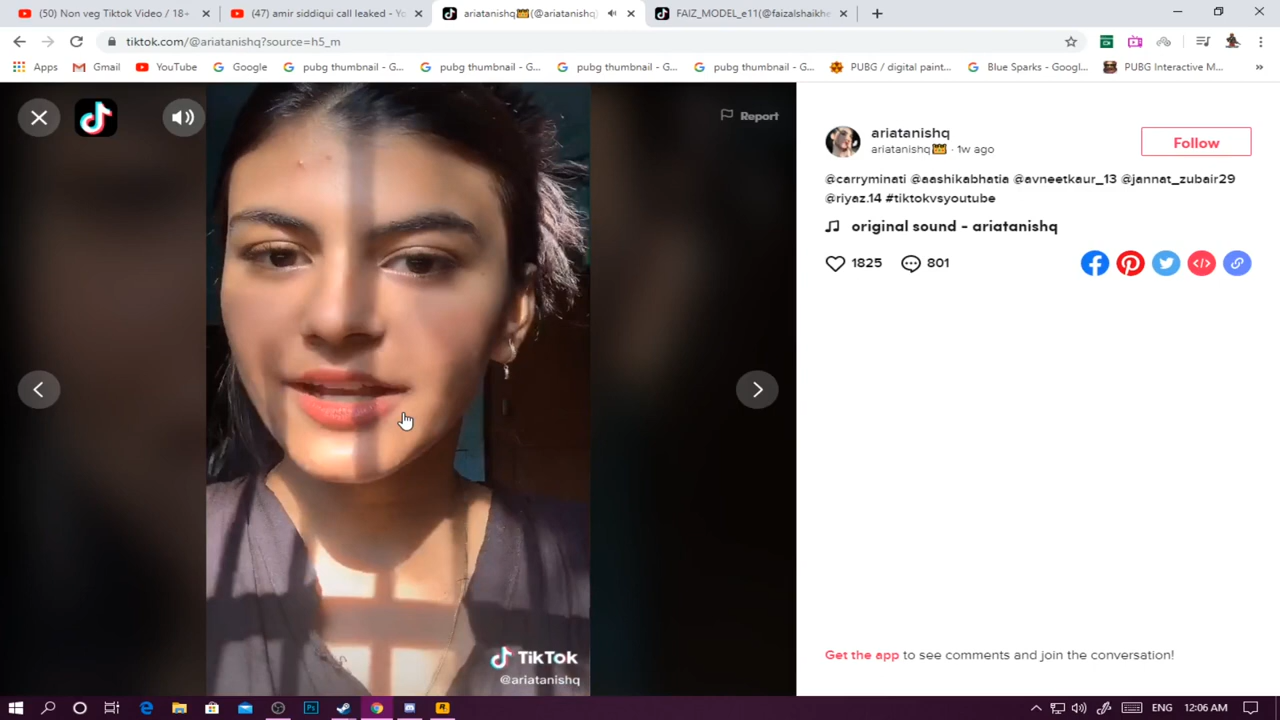 (50) Non veg Tiktok Video / 18+
(47) amir siddiqui call leaked - Yo
ariatanishq👑(@ariatanishq)
FAIZ_MODEL_e11(@faizalshaikhe
tiktok.com/@ariatanishq?source=h5_m
Apps
Gmail
YouTube
Google
pubg thumbnail - G...
pubg thumbnail - G...
pubg thumbnail - G...
pubg thumbnail - G...
PUBG / digital paint...
Blue Sparks - Googl...
PUBG Interactive M...
»
Report
ariatanishq
ariatanishq👑 · 1w ago
Follow
@carryminati @aashikabhatia @avneetkaur_13 @jannat_zubair29
@riyaz.14 #tiktokvsyoutube
original sound - ariatanishq
1825
801
TikTok
@ariatanishq
Get the app to see comments and join the conversation!
ENG
12:06 AM